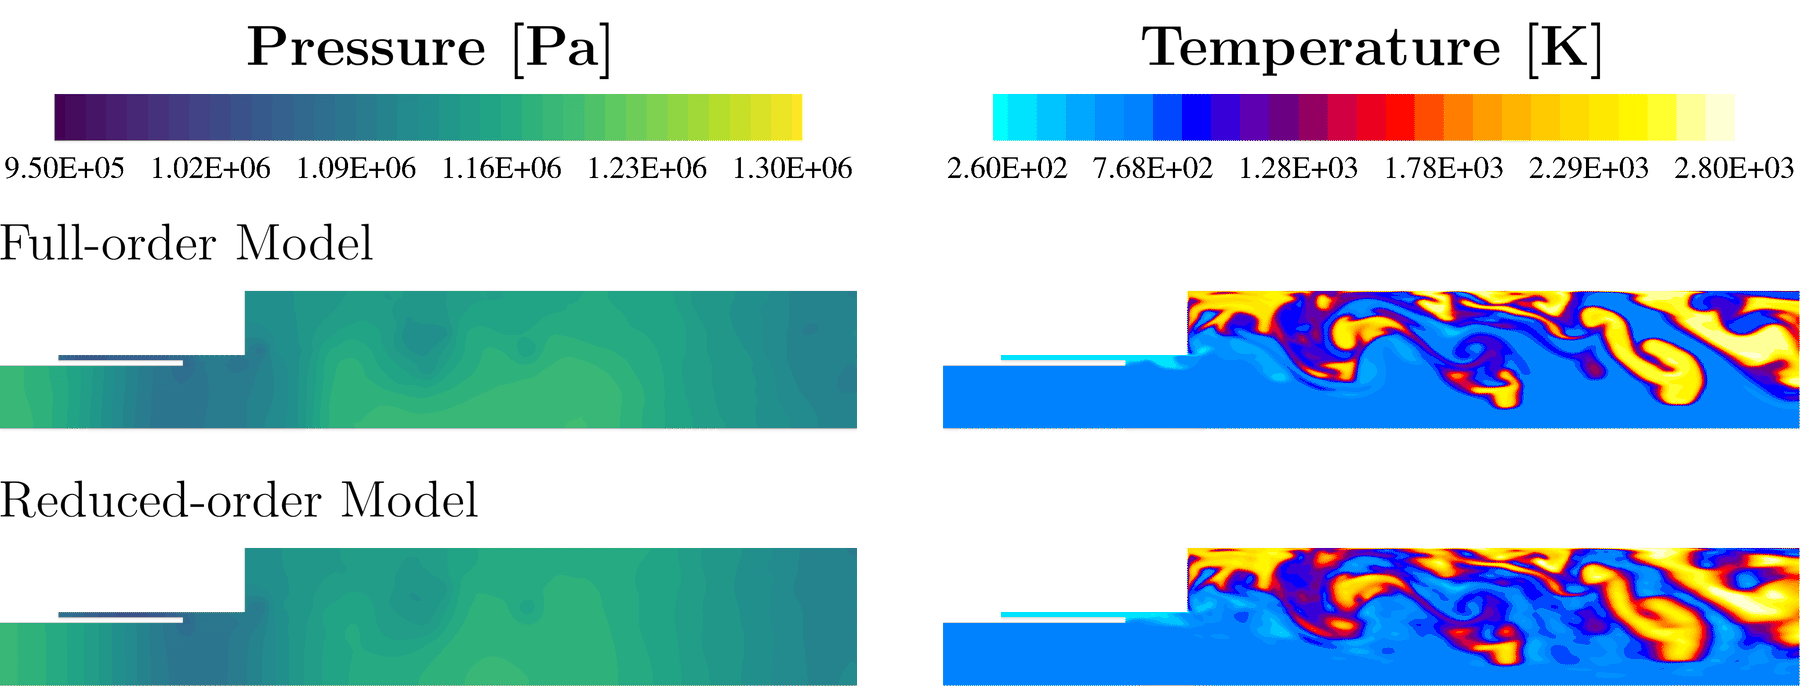 Pressure [Pa]
Temperature [K]
9.50E+05 1.02E+06 1.09E+06 1.16E+06 1.23E+06 1.30E+06
2.60E+02 7.68E+02 1.28E+03 1.78E+03 2.29E+03 2.80E+03
Full-order Model
Reduced-order Model